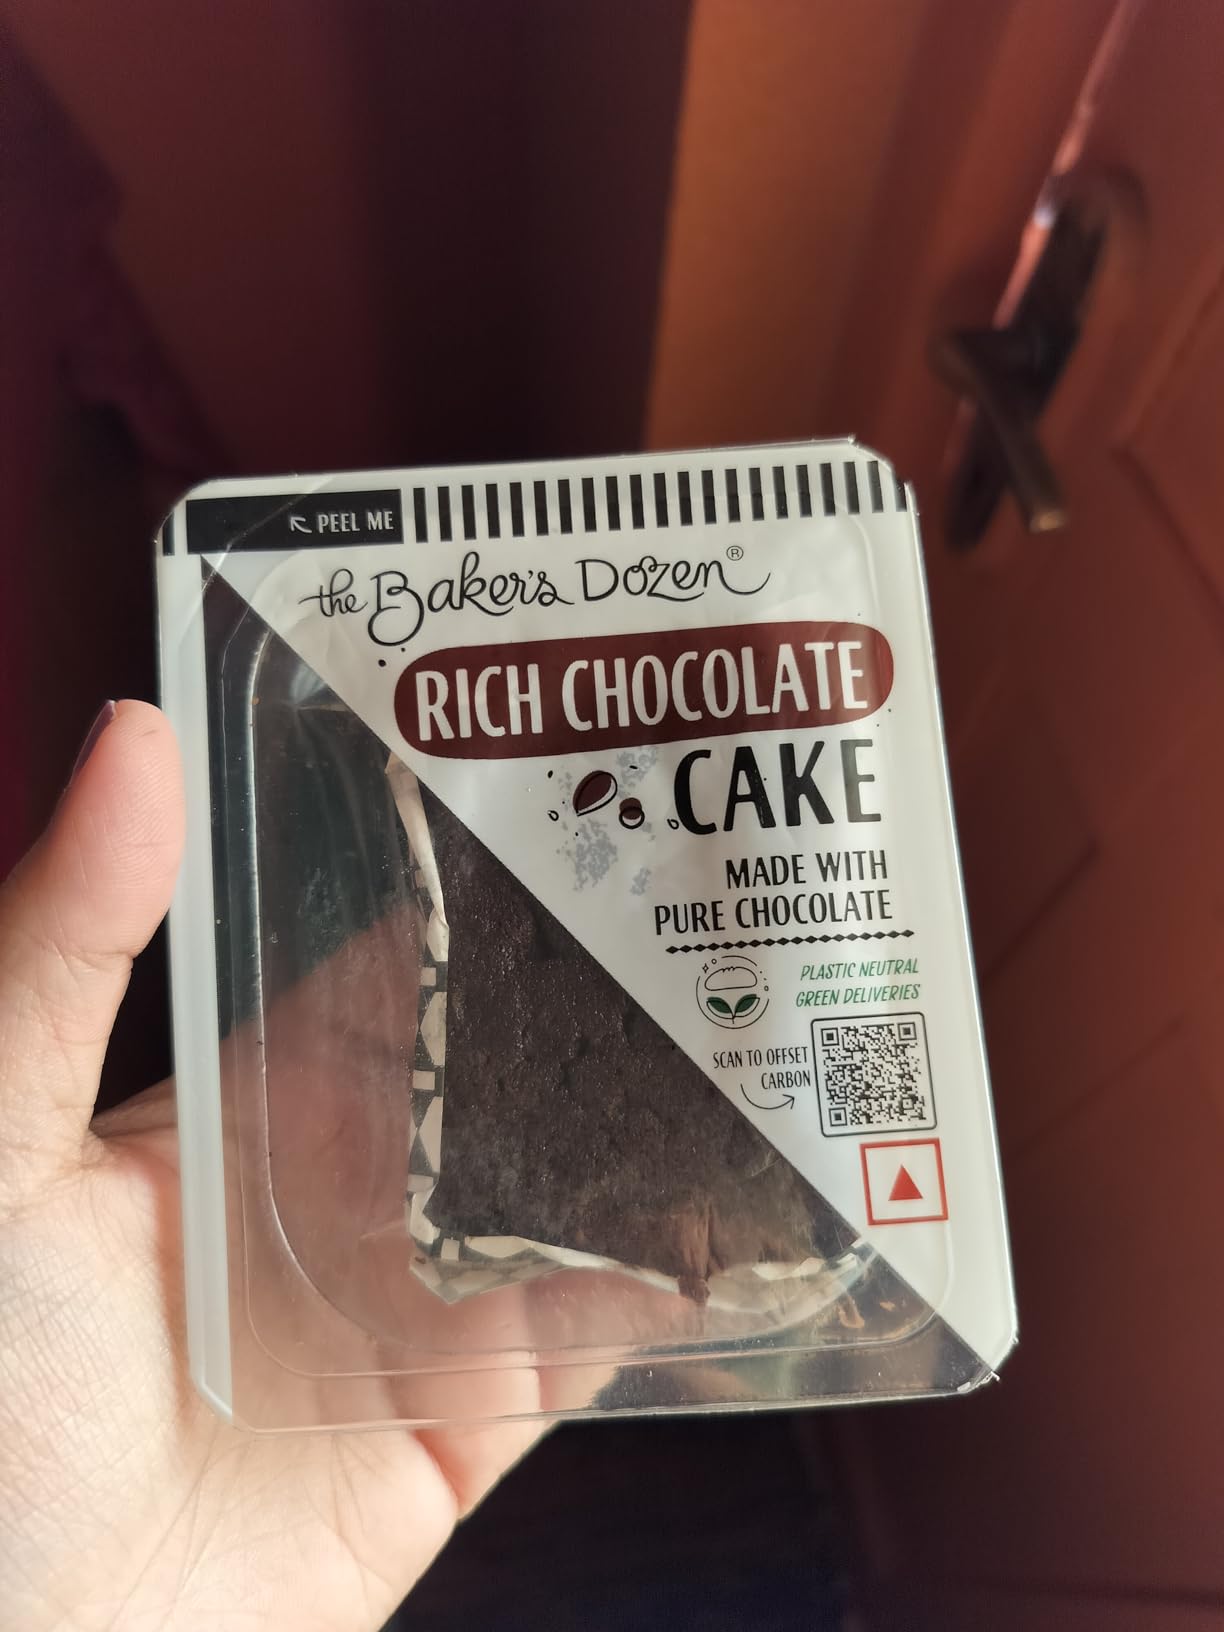 PEEL ME
the Baker's Dozen®
RICH CHOCOLATE
CAKE
MADE WITH
PURE CHOCOLATE
PLASTIC NEUTRAL
GREEN DELIVERIES
SCAN TO OFFSET
CARBON